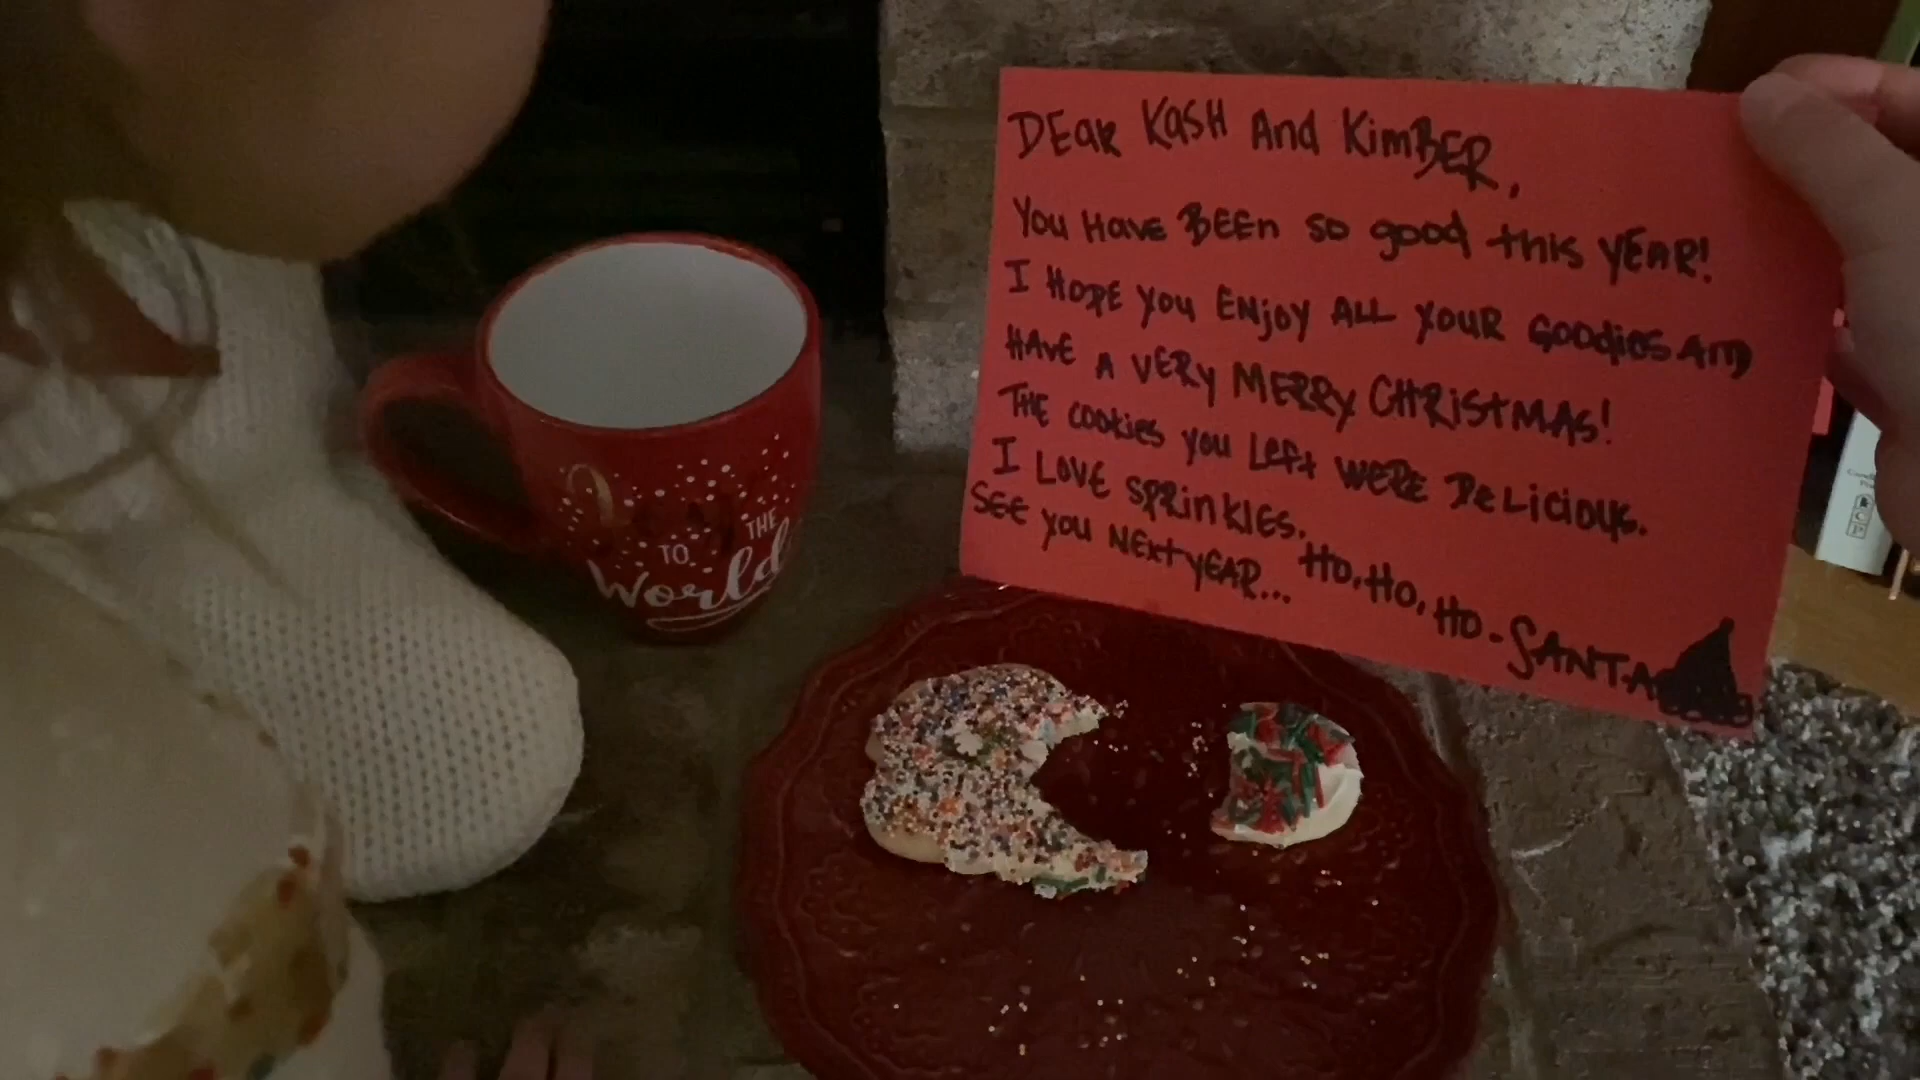 DEAR KASH And KimBER,
You HAVE BEEn so good this YEAR!
I HOPE You ENjoy ALL YOUR GOodies And
HAVE A VERy MERRy CHRiStMAS!
THE cookies you LeFt WERE DeLicious.
I LOVE SPRinklES.
SEE you NExtyEAR... Ho, Ho, Ho - SANTA
TO THE
World